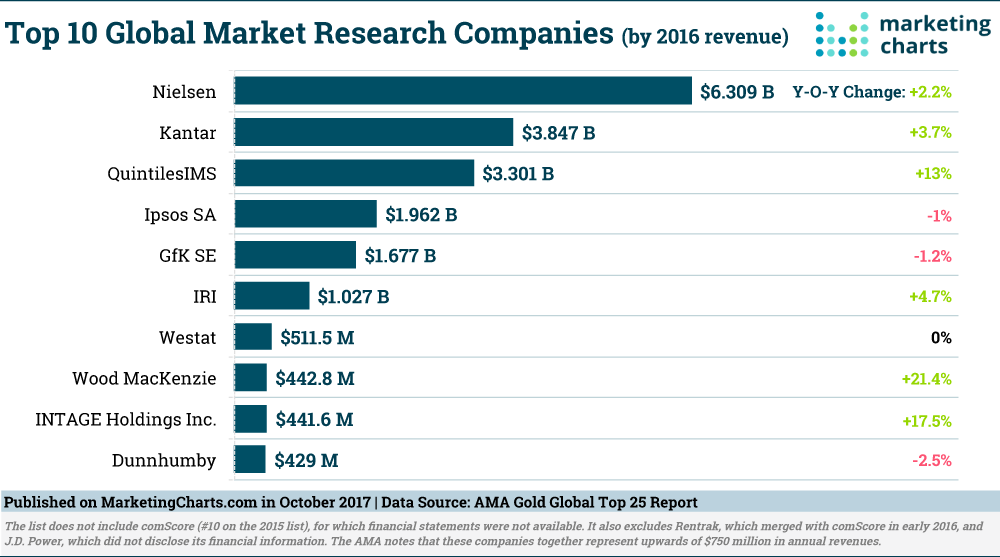 Top 10 Global Market Research Companies (by 2016 revenue)
marketing
charts
Nielsen $6.309 B Y-O-Y Change: +2.2%
Kantar $3.847 B +3.7%
QuintilesIMS $3.301 B +13%
Ipsos SA $1.962 B -1%
GfK SE $1.677 B -1.2%
IRI $1.027 B +4.7%
Westat $511.5 M 0%
Wood MacKenzie $442.8 M +21.4%
INTAGE Holdings Inc. $441.6 M +17.5%
Dunnhumby $429 M -2.5%
Published on MarketingCharts.com in October 2017 | Data Source: AMA Gold Global Top 25 Report
The list does not include comScore (#10 on the 2015 list), for which financial statements were not available. It also excludes Rentrak, which merged with comScore in early 2016, and
J.D. Power, which did not disclose its financial information. The AMA notes that these companies together represent upwards of $750 million in annual revenues.